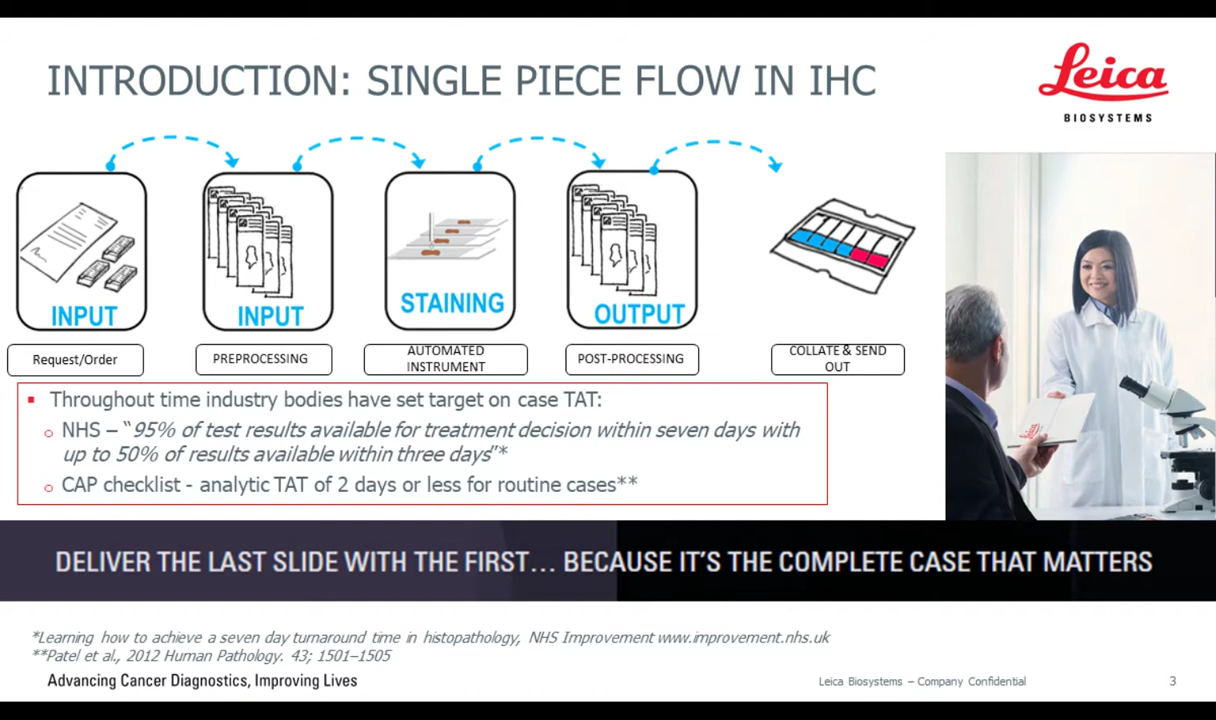 INTRODUCTION: SINGLE PIECE FLOW IN IHC
Leica
BIOSYSTEMS
INPUT
INPUT
STAINING
OUTPUT
Request/Order
PREPROCESSING
AUTOMATED
INSTRUMENT
POST-PROCESSING
COLLATE & SEND
OUT
Throughout time industry bodies have set target on case TAT:
NHS – "95% of test results available for treatment decision within seven days with
up to 50% of results available within three days"*
CAP checklist - analytic TAT of 2 days or less for routine cases**
Leica
DELIVER THE LAST SLIDE WITH THE FIRST... BECAUSE IT'S THE COMPLETE CASE THAT MATTERS
*Learning how to achieve a seven day turnaround time in histopathology, NHS Improvement www.improvement.nhs.uk
**Patel et al., 2012 Human Pathology. 43; 1501–1505
Advancing Cancer Diagnostics, Improving Lives
Leica Biosystems – Company Confidential
3